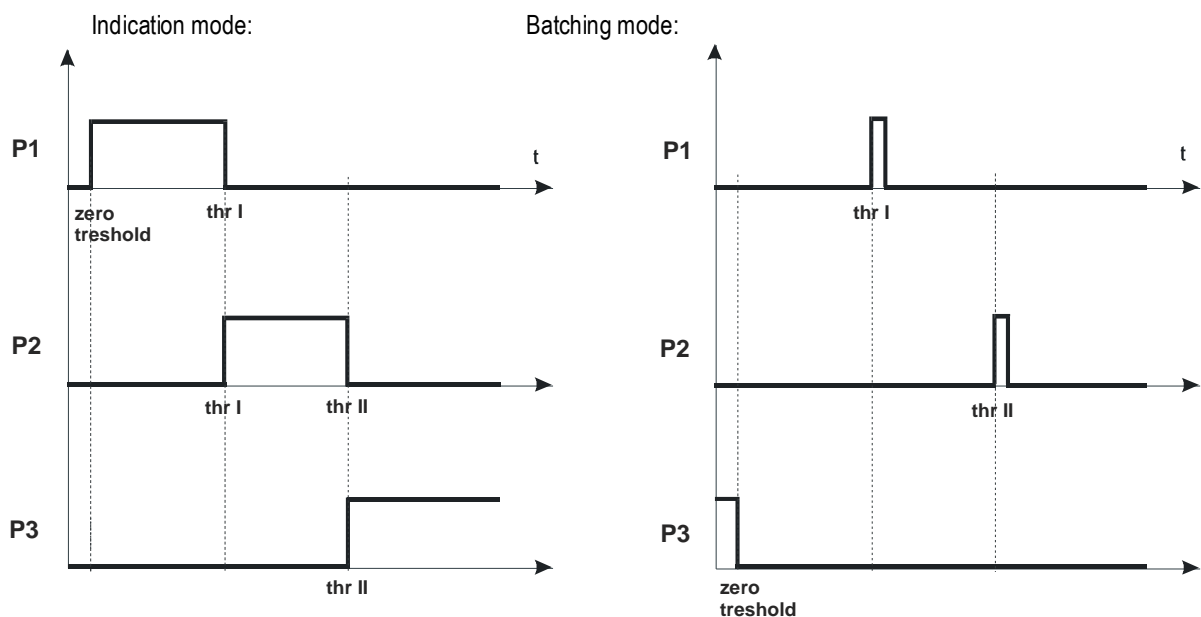 Indication mode:
P1
t
zero
treshold
thr I
P2
thr I
thr II
P3
thr II
Batching mode:
P1
t
thr I
P2
thr II
P3
zero
treshold